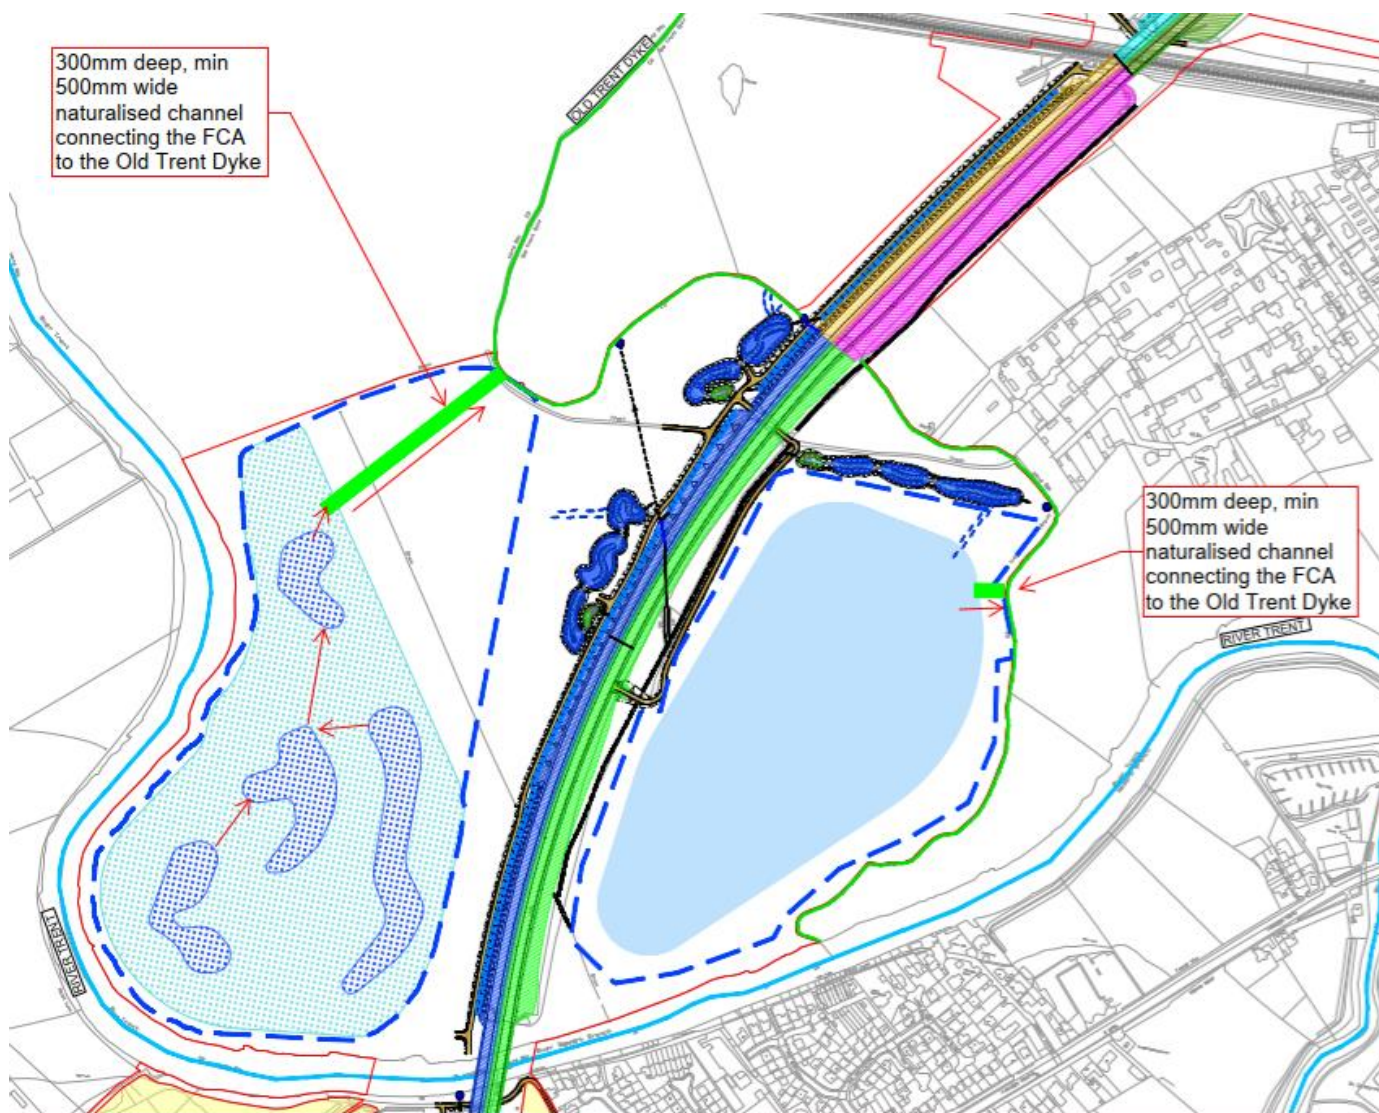 300mm deep, min
500mm wide
naturalised channel
connecting the FCA
to the Old Trent Dyke
OLD TRENT DYKE
300mm deep, min
500mm wide
naturalised channel
connecting the FCA
to the Old Trent Dyke
RIVER TRENT
RIVER TRENT